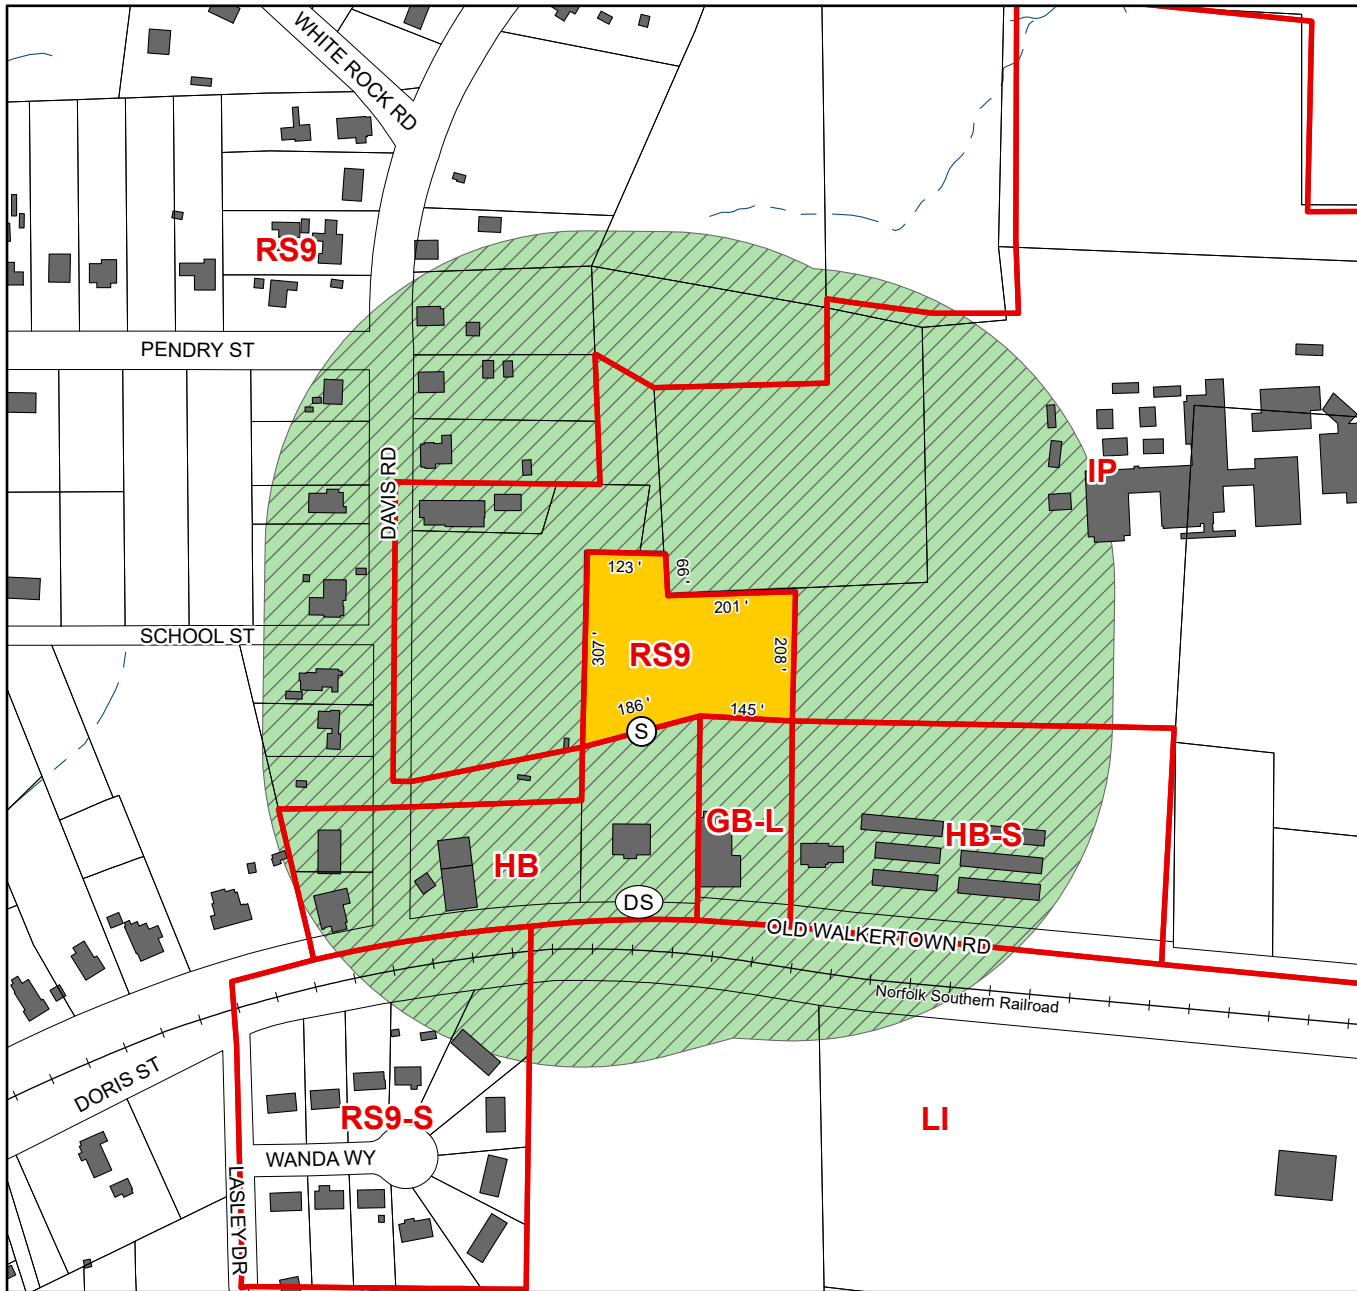 WHITE ROCK RD
RS9
PENDRY ST
DAVIS RD
IP
123 '
66 '
201 '
307 '
RS9
208 '
SCHOOL ST
186 '
145 '
S
GB-L
HB-S
HB
DS
OLD WALKERTOWN RD
Norfolk Southern Railroad
DORIS ST
RS9-S
LI
WANDA WY
LASLEY DR